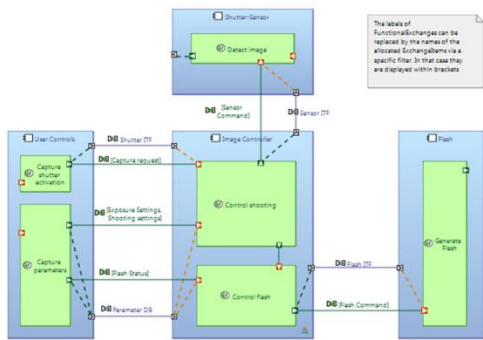 Shutter-Sensor
Detect image
The labels of
FunctionalExchanges can be
replaced by the names of the
allocated ExchangeItems via a
specific filter. In that case they
are displayed within brackets
[Sensor
Command]
Sensor ITF
User Controls
Shutter ITF
Image Controller
Flash
Capture
shutter
activation
[Capture request]
Control shooting
[Exposure Settings,
Shooting settings]
Capture
parameters
Generate
Flash
[Flash Status]
Flash ITF
Control flash
[Flash Command]
Parameter DB